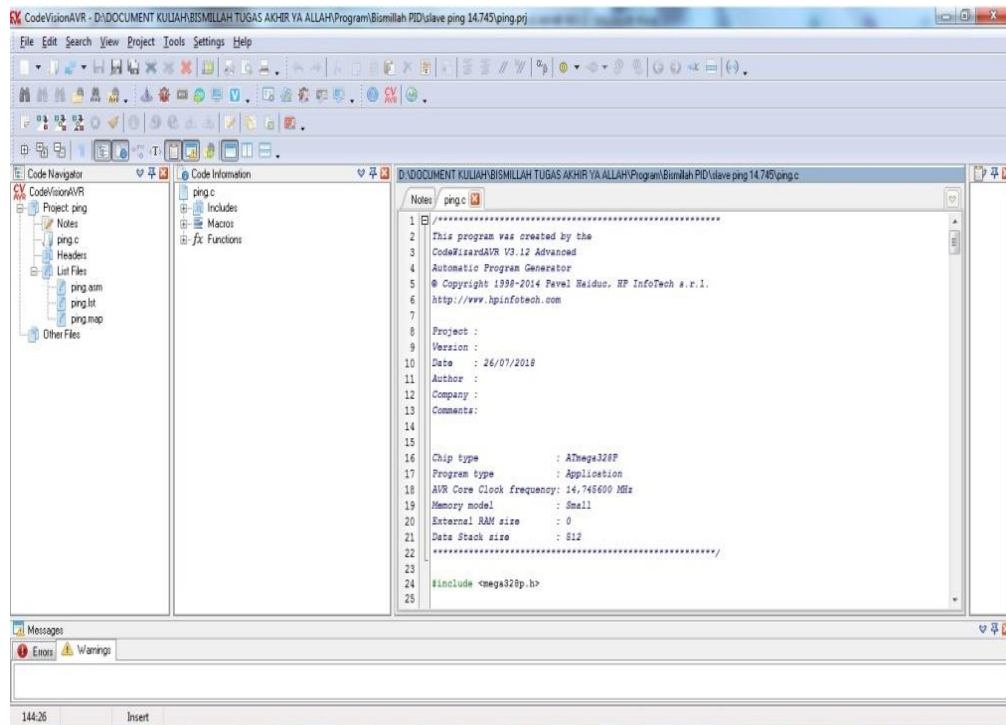 CodeVisionAVR - D:\DOCUMENT KULIAH\BISMILLAH TUGAS AKHIR YA ALLAH\Program\Bismillah PID\slave ping 14.745\ping.prj
File Edit Search View Project Tools Settings Help
Code Navigator
CodeVisionAVR
Project: ping
Notes
ping.c
Headers
List Files
ping.asm
ping.lst
ping.map
Other Files
Code Information
ping.c
Includes
Macros
Functions
D:\DOCUMENT KULIAH\BISMILLAH TUGAS AKHIR YA ALLAH\Program\Bismillah PID\slave ping 14.745\ping.c
Notes ping.c
1 /*******************************************************
2 This program was created by the
3 CodeWizardAVR V3.12 Advanced
4 Automatic Program Generator
5 © Copyright 1998-2014 Pavel Haiduc, HP InfoTech s.r.l.
6 http://www.hpinfotech.com
7
8 Project :
9 Version :
10 Date : 26/07/2018
11 Author :
12 Company :
13 Comments:
14
15
16 Chip type : ATmega328P
17 Program type : Application
18 AVR Core Clock frequency: 14,745600 MHz
19 Memory model : Small
20 External RAM size : 0
21 Data Stack size : 512
22 *******************************************************/
23
24 #include <mega328p.h>
25
Messages
Errors Warnings
144:26 Insert